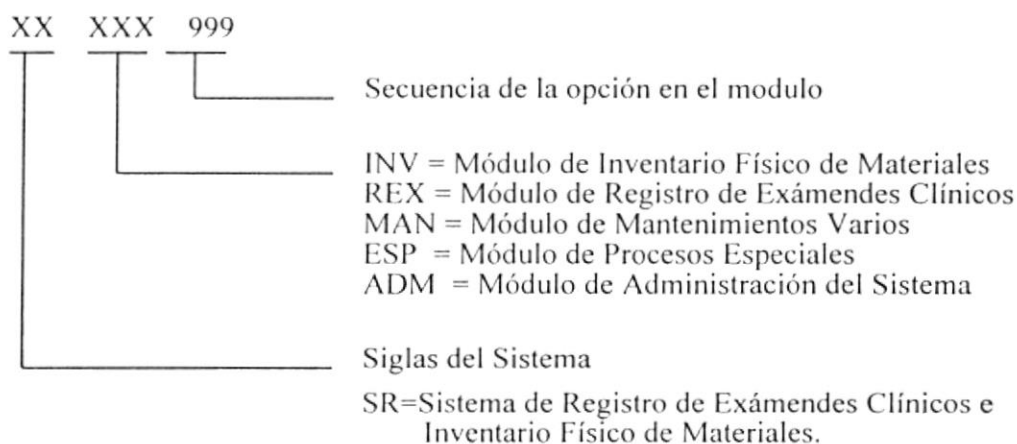 XX XXX 999
Secuencia de la opción en el modulo
INV = Módulo de Inventario Físico de Materiales
REX = Módulo de Registro de Exámendes Clínicos
MAN = Módulo de Mantenimientos Varios
ESP = Módulo de Procesos Especiales
ADM = Módulo de Administración del Sistema
Siglas del Sistema
SR=Sistema de Registro de Exámendes Clínicos e
Inventario Físico de Materiales.